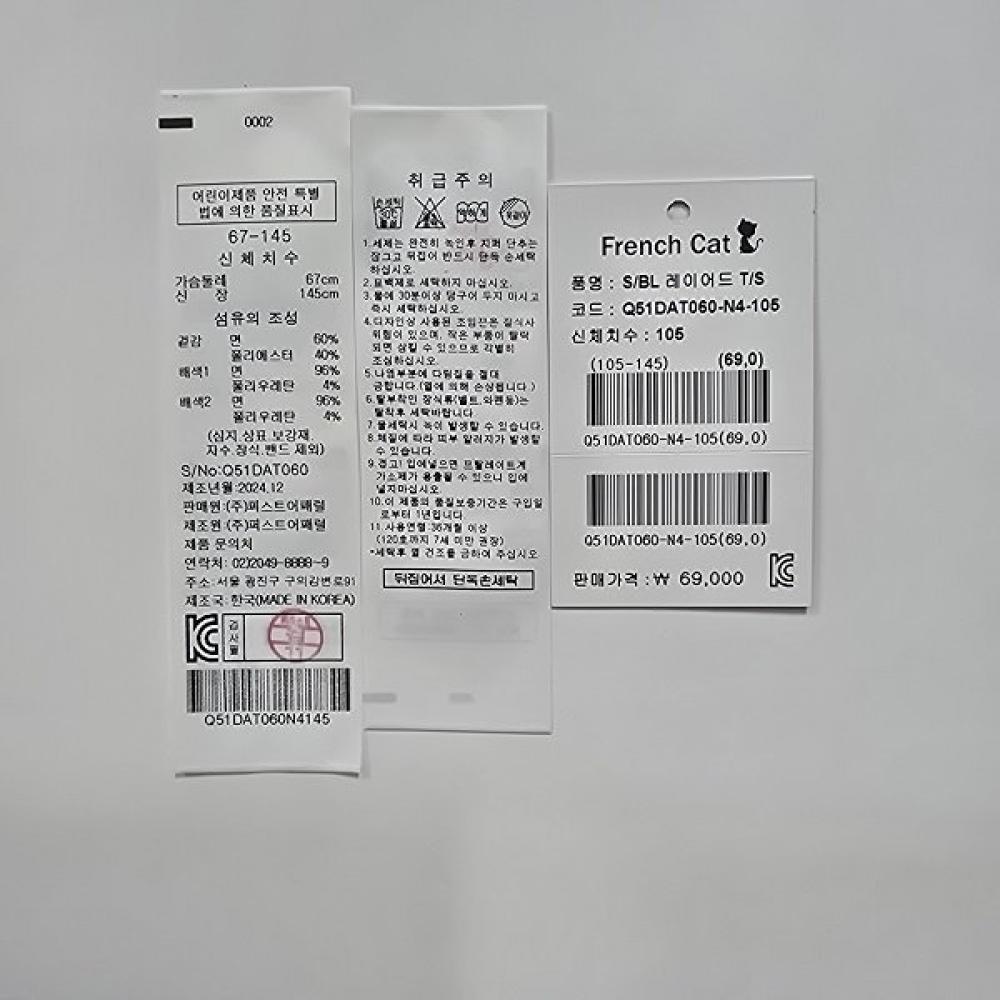 0002
어린이제품 안전 특별
법에 의한 품질표시
67-145
신체치수
가슴둘레 67cm
신 장 145cm
섬유의 조성
겉감 면 60%
폴리에스터 40%
배색1 면 96%
폴리우레탄 4%
배색2 면 96%
폴리우레탄 4%
(심지.상표.보강재.
자수.장식.밴드 제외)
S/No:Q51DAT060
제조년월:2024.12
판매원:(주)퍼스트어패럴
제조원:(주)퍼스트어패럴
제품 문의처
연락처: 02)2049-8888~9
주소:서울 광진구 구의강변로91
제조국: 한국(MADE IN KOREA)
KC 검사필
Q51DAT060N4145
취급주의
손세탁
30℃
약하게
옷걸이
1.세제는 완전히 녹인후 지퍼 단추는
잠그고 뒤집어 반드시 단독 손세탁
하십시오.
2.표백제로 세탁하지 마십시오.
3.물에 30분이상 담구어 두지 마시고
즉시 세탁하십시오.
4.디자인상 사용된 조임끈은 질식사
위험이 있으며, 작은 부품이 탈락
되면 삼킬 수 있으므로 각별히
조심하십시오.
5.나염부분에 다림질을 절대
금합니다.(열에 의해 손상됩니다.)
6.탈부착인 장식류(벨트,와펜등)는
탈착후 세탁바랍니다.
7.물세탁시 녹이 발생할 수 있습니다.
8.체질에 따라 피부 알러지가 발생할
수 있습니다.
9.경고! 입에넣으면 프탈레이트계
가소제가 용출될 수 있으니 입에
넣지마십시오.
10.이 제품의 품질보증기간은 구입일
로부터 1년입니다.
11.사용연령:36개월 이상
(120호까지 7세 미만 권장)
*세탁후 열 건조를 금하여 주십시오
뒤집어서 단독손세탁
French Cat
품명 : S/BL 레이어드 T/S
코드 : Q51DAT060-N4-105
신체치수 : 105
(105-145) (69,0)
Q51DAT060-N4-105(69,0)
Q51DAT060-N4-105(69,0)
판매가격 : ₩ 69,000 KC